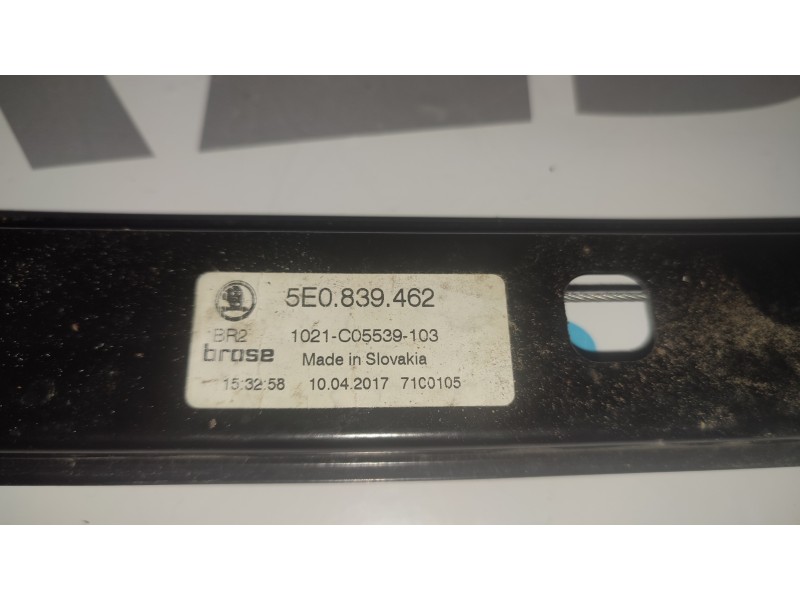 5E0.839.462
BR2 1021-C05539-103
brose Made in Slovakia
15:32:58 10.04.2017 71C0105